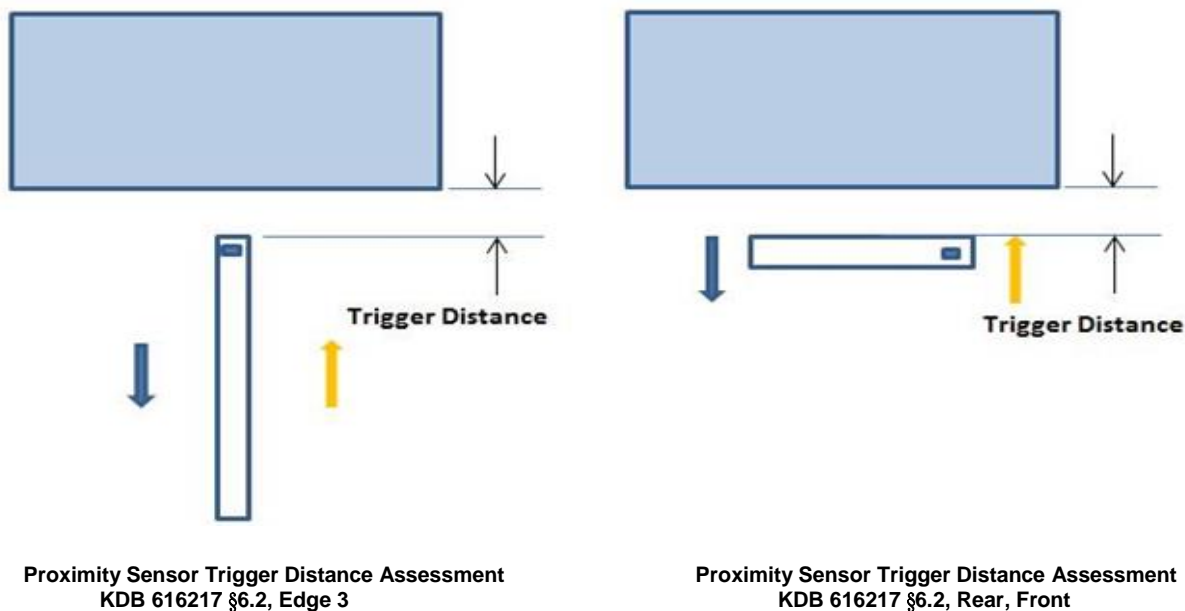 Trigger Distance
Trigger Distance
Proximity Sensor Trigger Distance Assessment
KDB 616217 §6.2, Edge 3
Proximity Sensor Trigger Distance Assessment
KDB 616217 §6.2, Rear, Front